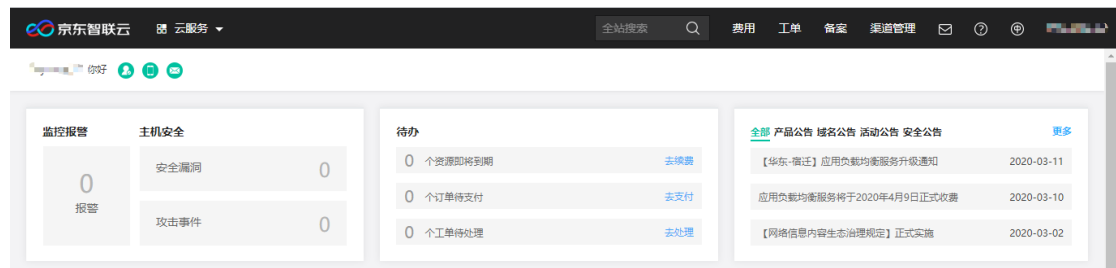 京东智联云 云服务 全站搜索 费用 工单 备案 渠道管理
你好
监控报警 主机安全
0
报警
安全漏洞 0
攻击事件 0
待办
0 个资源即将到期 去续费
0 个订单待支付 去支付
0 个工单待处理 去处理
全部 产品公告 域名公告 活动公告 安全公告 更多
【华东-宿迁】应用负载均衡服务升级通知 2020-03-11
应用负载均衡服务将于2020年4月9日正式收费 2020-03-10
【网络信息内容生态治理规定】正式实施 2020-03-02